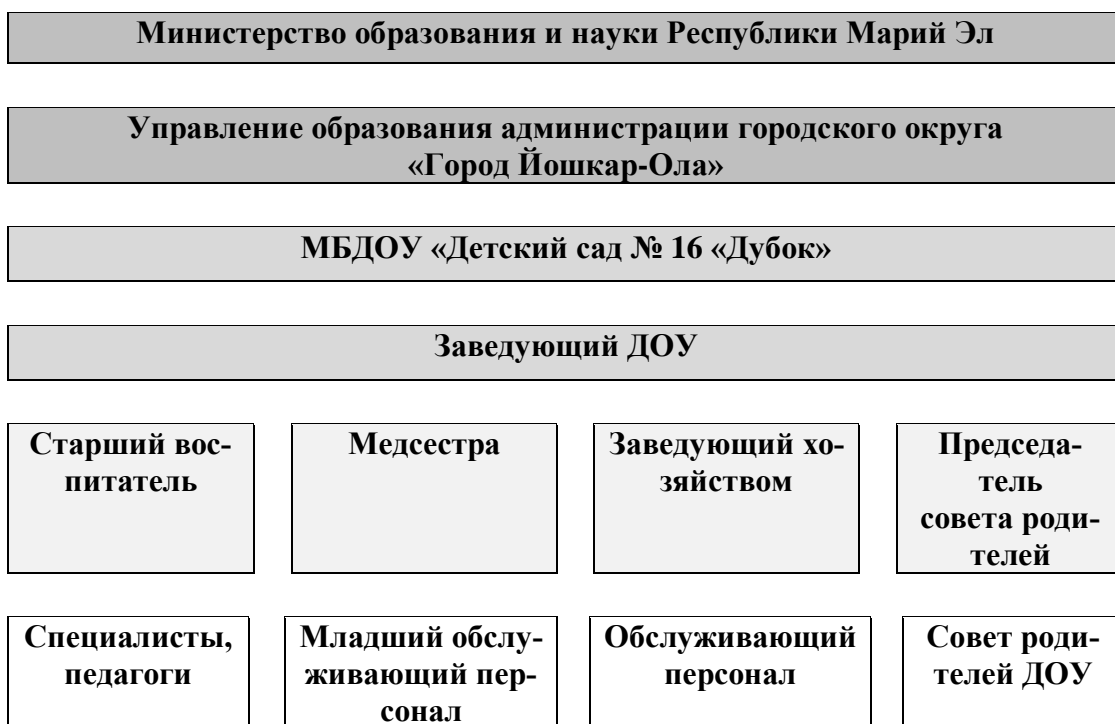 Министерство образования и науки Республики Марий Эл
Управление образования администрации городского округа
«Город Йошкар-Ола»
МБДОУ «Детский сад № 16 «Дубок»
Заведующий ДОУ
Старший вос-
питатель
Медсестра
Заведующий хо-
зяйством
Председа-
тель
совета роди-
телей
Специалисты,
педагоги
Младший обслу-
живающий пер-
сонал
Обслуживающий
персонал
Совет роди-
телей ДОУ